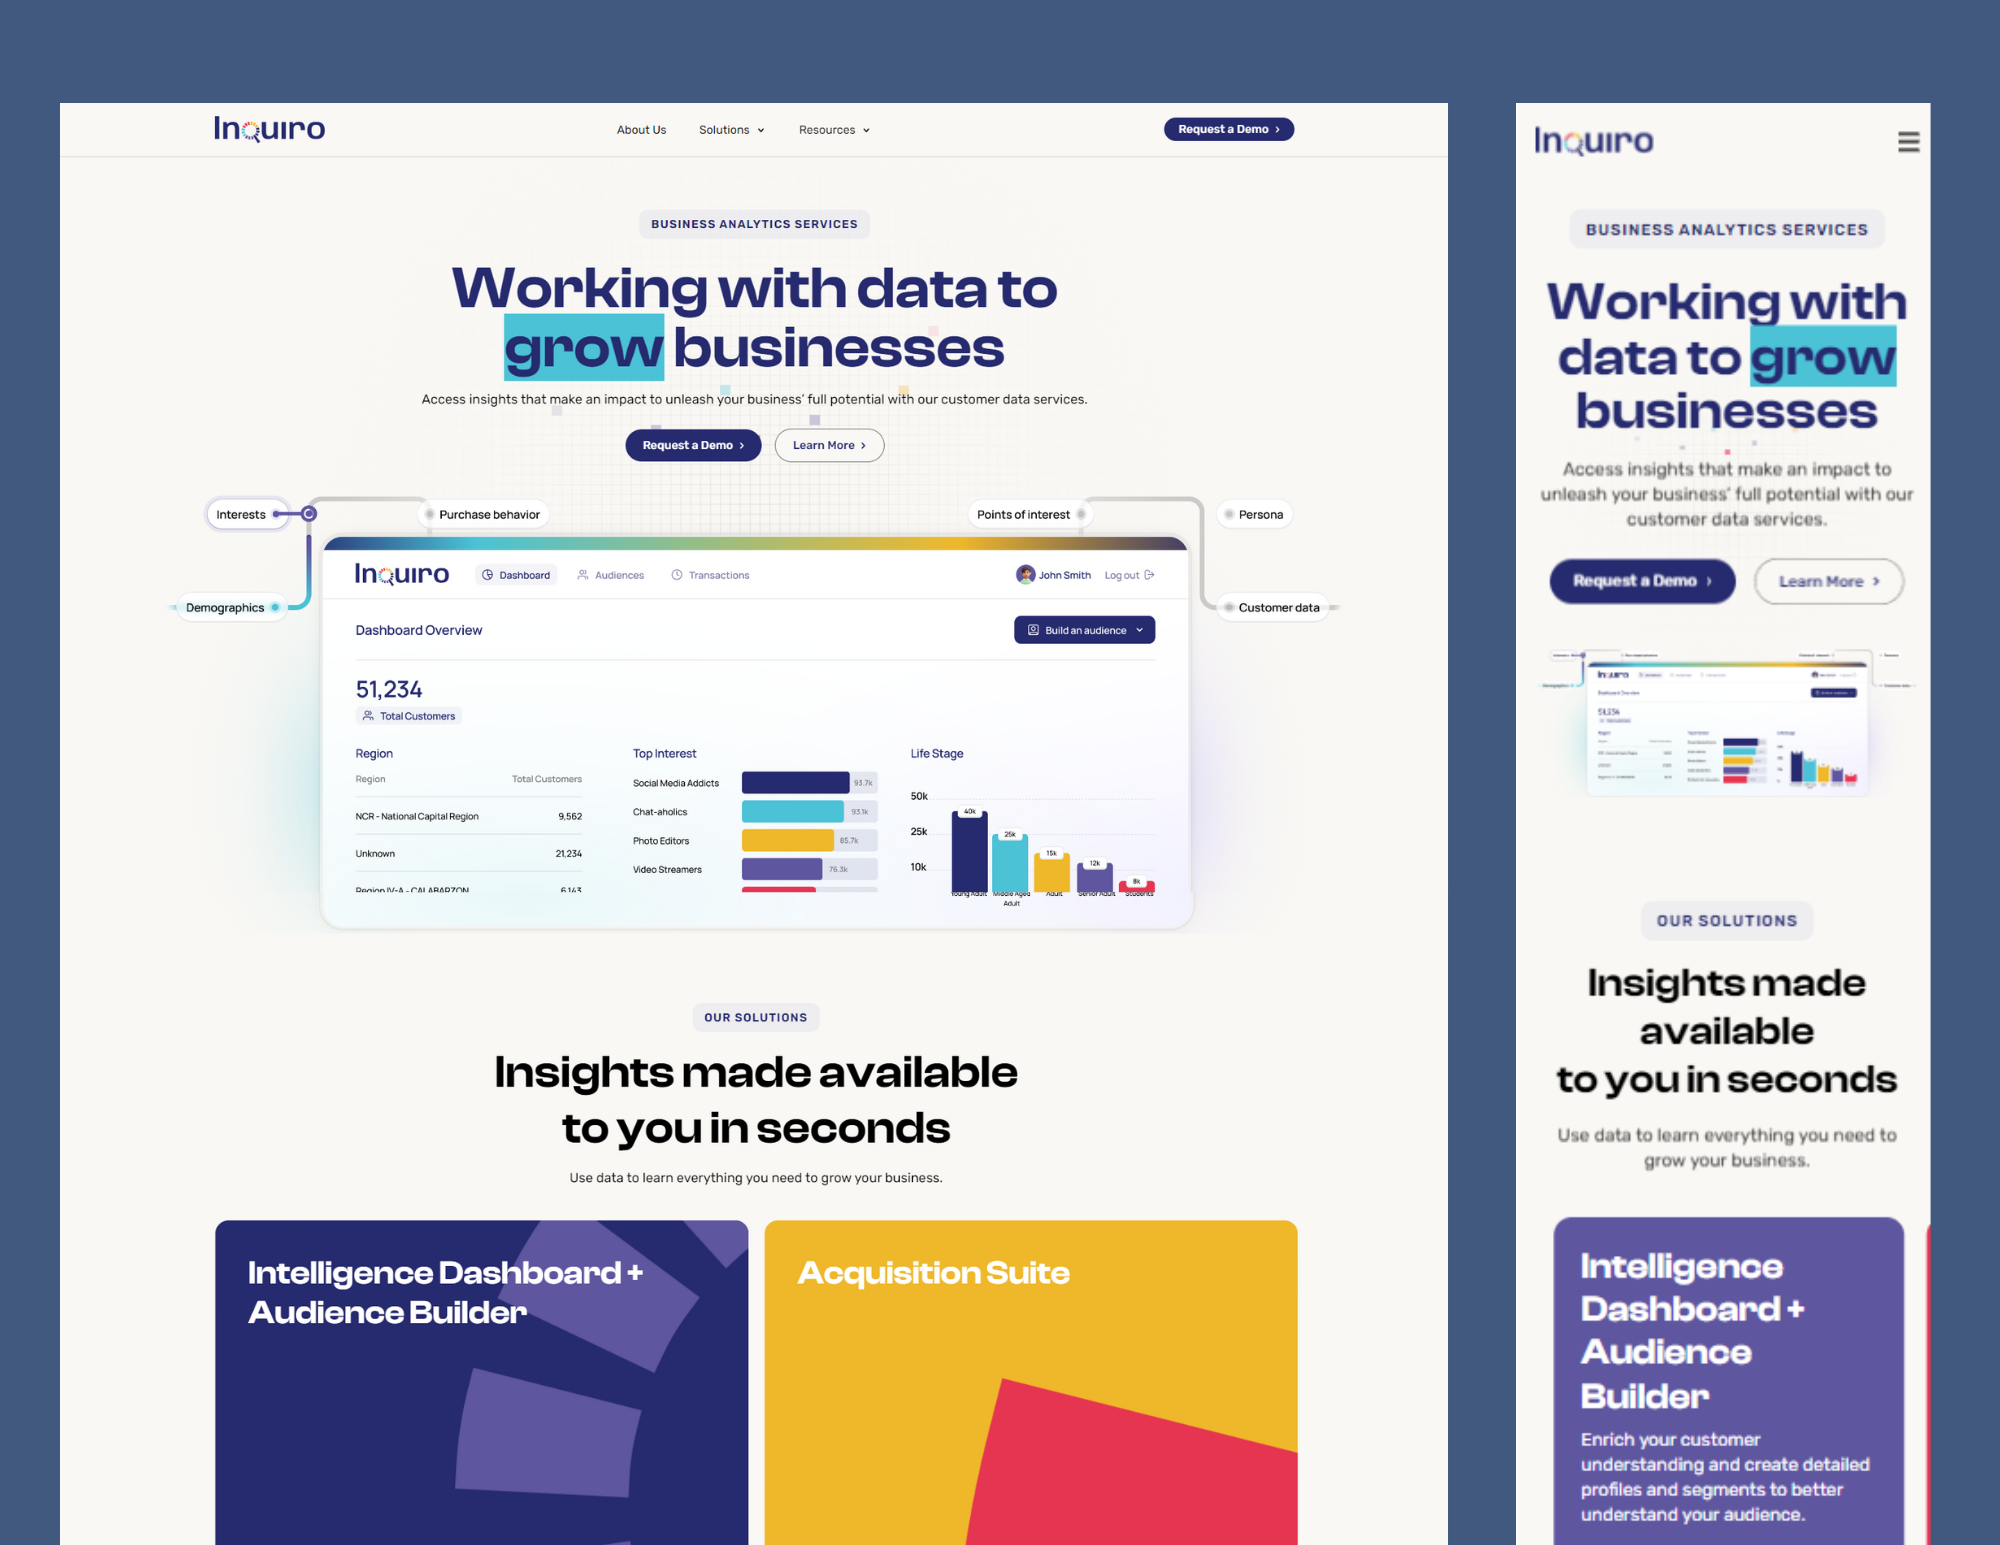 Inquiro
About Us
Solutions
Resources
Request a Demo
BUSINESS ANALYTICS SERVICES
Working with data to
grow businesses
Access insights that make an impact to unleash your business' full potential with our customer data services.
Request a Demo
Learn More
Interests
Purchase behavior
Points of interest
Persona
Demographics
Customer data
Inquiro
Dashboard
Audiences
Transactions
John Smith
Log out
Dashboard Overview
Build an audience
51,234
Total Customers
Region
Region Total Customers
NCR - National Capital Region 9,562
Unknown 21,234
Region IV-A - CALABARZON 6,143
Top Interest
Social Media Addicts 93.7k
Chat-aholics 93.1k
Photo Editors 85.7k
Video Streamers 76.3k
Life Stage
50k
25k
10k
40k
25k
15k
12k
8k
Young Adult
Middle Aged
Adult
Adult
Senior Adult
Students
OUR SOLUTIONS
Insights made available
to you in seconds
Use data to learn everything you need to grow your business.
Intelligence Dashboard +
Audience Builder
Acquisition Suite
Inquiro
BUSINESS ANALYTICS SERVICES
Working with
data to grow
businesses
Access insights that make an impact to
unleash your business' full potential with our
customer data services.
Request a Demo
Learn More
Inquiro
Dashboard Overview
51,234
OUR SOLUTIONS
Insights made
available
to you in seconds
Use data to learn everything you need to
grow your business.
Intelligence
Dashboard +
Audience
Builder
Enrich your customer
understanding and create detailed
profiles and segments to better
understand your audience.